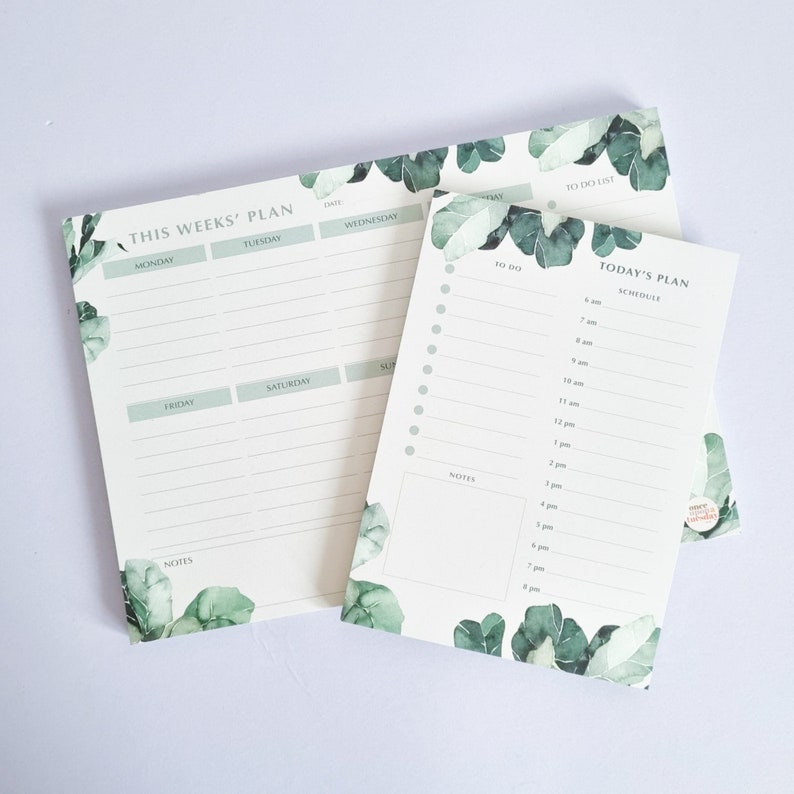 THIS WEEKS' PLAN
DATE:
MONDAY
TUESDAY
WEDNESDAY
TO DO LIST
FRIDAY
SATURDAY
NOTES
TODAY'S PLAN
TO DO
SCHEDULE
6 am
7 am
8 am
9 am
10 am
11 am
12 pm
1 pm
2 pm
3 pm
4 pm
5 pm
6 pm
7 pm
8 pm
NOTES
once
upon a
tuesday